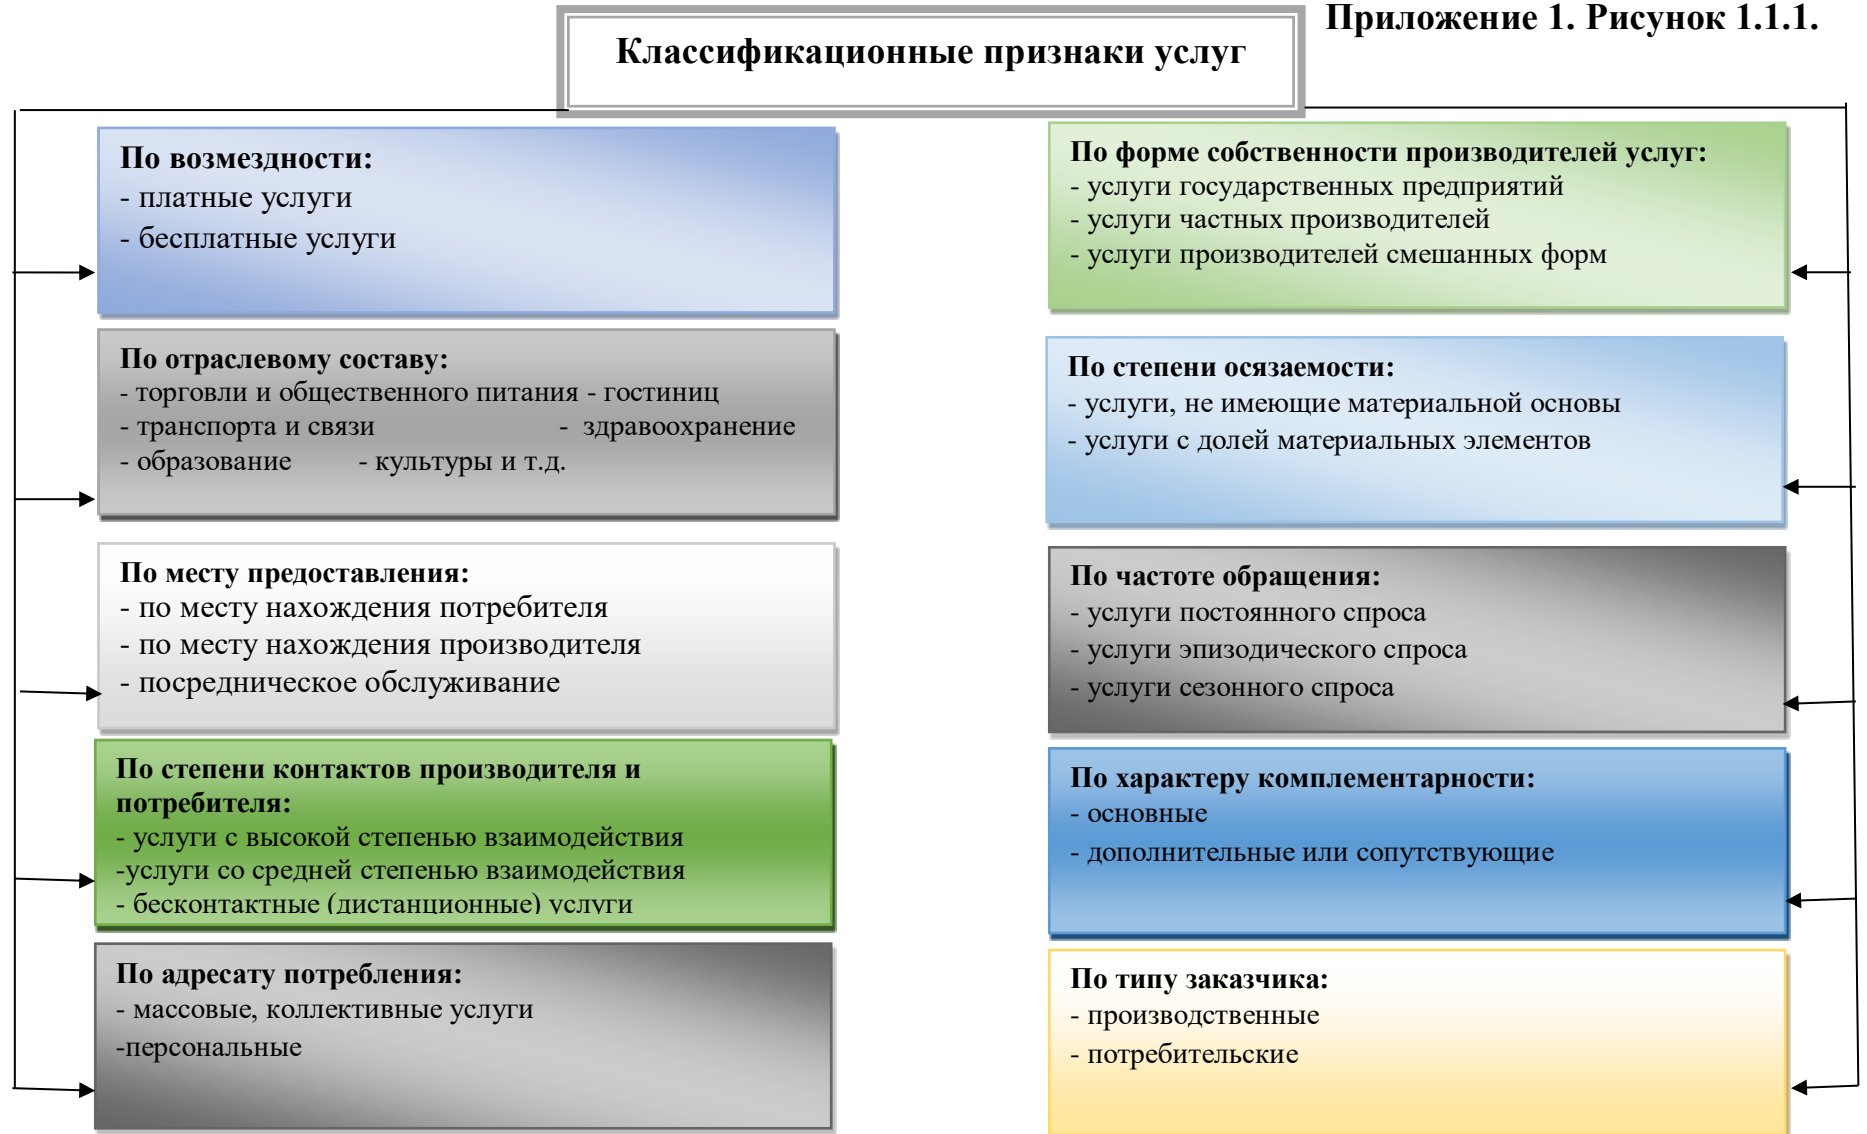 Приложение 1. Рисунок 1.1.1.
Классификационные признаки услуг
По возмездности:
- платные услуги
- бесплатные услуги
По отраслевому составу:
- торговли и общественного питания - гостиниц
- транспорта и связи - здравоохранение
- образование - культуры и т.д.
По месту предоставления:
- по месту нахождения потребителя
- по месту нахождения производителя
- посредническое обслуживание
По степени контактов производителя и
потребителя:
- услуги с высокой степенью взаимодействия
-услуги со средней степенью взаимодействия
- бесконтактные (дистанционные) услуги
По адресату потребления:
- массовые, коллективные услуги
-персональные
По форме собственности производителей услуг:
- услуги государственных предприятий
- услуги частных производителей
- услуги производителей смешанных форм
По степени осязаемости:
- услуги, не имеющие материальной основы
- услуги с долей материальных элементов
По частоте обращения:
- услуги постоянного спроса
- услуги эпизодического спроса
- услуги сезонного спроса
По характеру комплементарности:
- основные
- дополнительные или сопутствующие
По типу заказчика:
- производственные
- потребительские